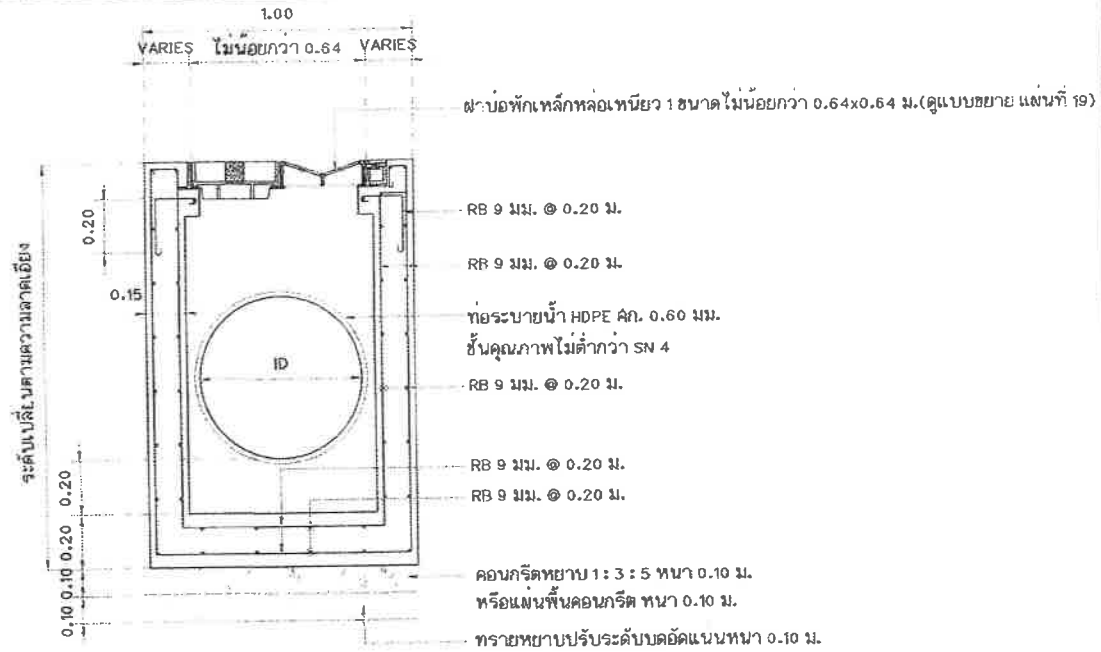 1.00
VARIES ไม่น้อยกว่า 0.64 VARIES
ฝาบ่อพักเหล็กหล่อเหนียว 1 ขนาดไม่น้อยกว่า 0.64x0.64 ม.(ดูแบบขยาย แผ่นที่ 19)
RB 9 มม. @ 0.20 ม.
0.20
RB 9 มม. @ 0.20 ม.
0.15
ท่อระบายน้ำ HDPE ศก. 0.60 มม.
ชั้นคุณภาพไม่ต่ำกว่า SN 4
ID
RB 9 มม. @ 0.20 ม.
ระดับเปลี่ยนตามความลาดเอียง
RB 9 มม. @ 0.20 ม.
0.20
RB 9 มม. @ 0.20 ม.
0.20
คอนกรีตหยาบ 1 : 3 : 5 หนา 0.10 ม.
0.10
หรือแผ่นพื้นคอนกรีต หนา 0.10 ม.
0.10
ทรายหยาบปรับระดับบดอัดแน่นหนา 0.10 ม.